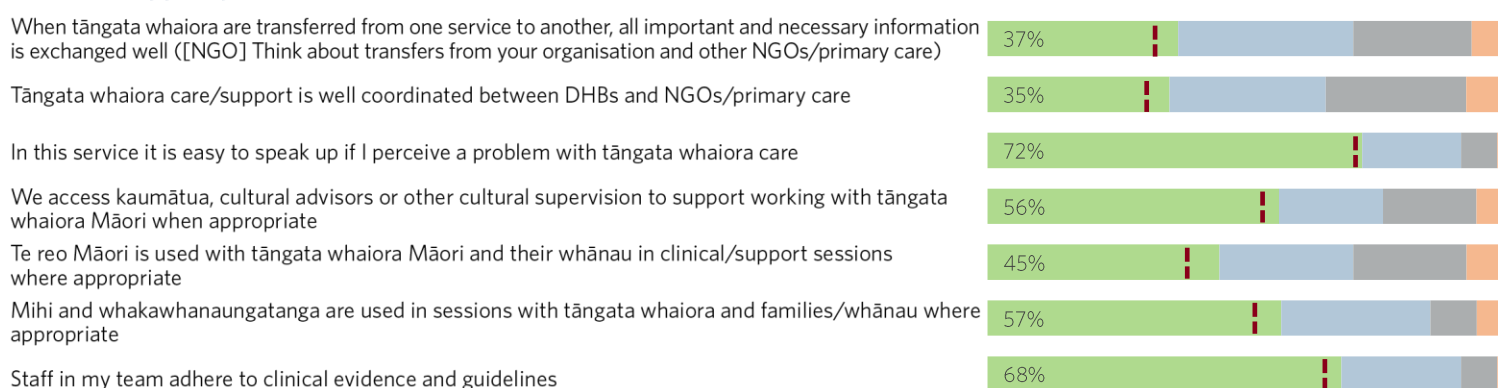 When tāngata whaiora are transferred from one service to another, all important and necessary information
is exchanged well ([NGO] Think about transfers from your organisation and other NGOs/primary care)
37%
Tāngata whaiora care/support is well coordinated between DHBs and NGOs/primary care
35%
In this service it is easy to speak up if I perceive a problem with tāngata whaiora care
72%
We access kaumātua, cultural advisors or other cultural supervision to support working with tāngata
whaiora Māori when appropriate
56%
Te reo Māori is used with tāngata whaiora Māori and their whānau in clinical/support sessions
where appropriate
45%
Mihi and whakawhanaungatanga are used in sessions with tāngata whaiora and families/whānau where
appropriate
57%
Staff in my team adhere to clinical evidence and guidelines
68%